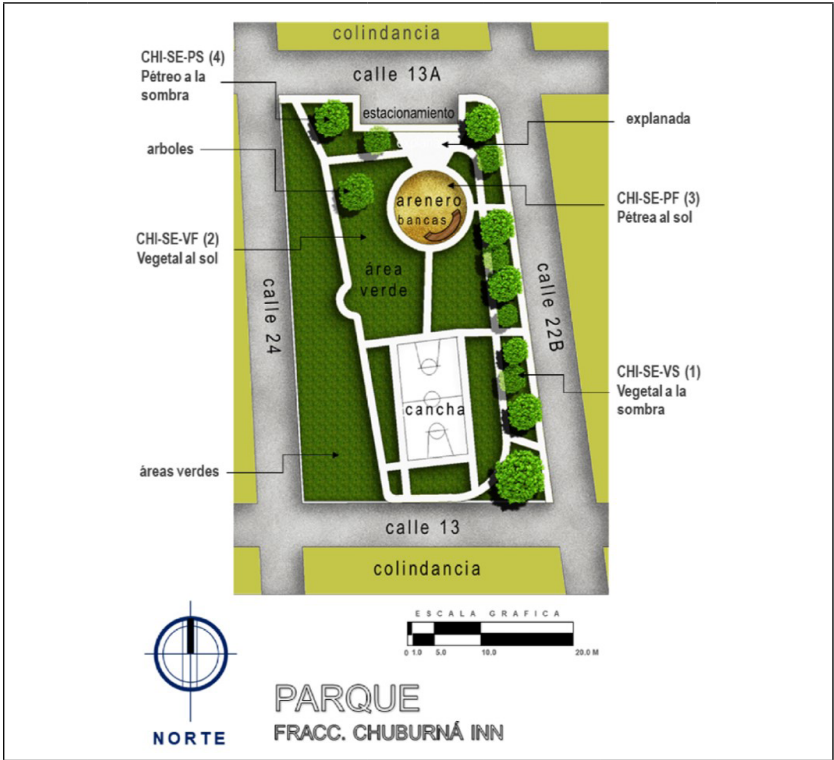 colindancia
CHI-SE-PS (4)
Pétreo a la
sombra
calle 13A
estacionamiento
explanada
arboles
arenero
bancas
CHI-SE-PF (3)
Pétrea al sol
CHI-SE-VF (2)
Vegetal al sol
área
verde
calle 24
calle 22B
CHI-SE-VS (1)
Vegetal a la
sombra
cancha
áreas verdes
calle 13
colindancia
ESCALA GRAFICA
0 1.0 5.0 10.0 20.0 M
NORTE
PARQUE
FRACC. CHUBURNÁ INN